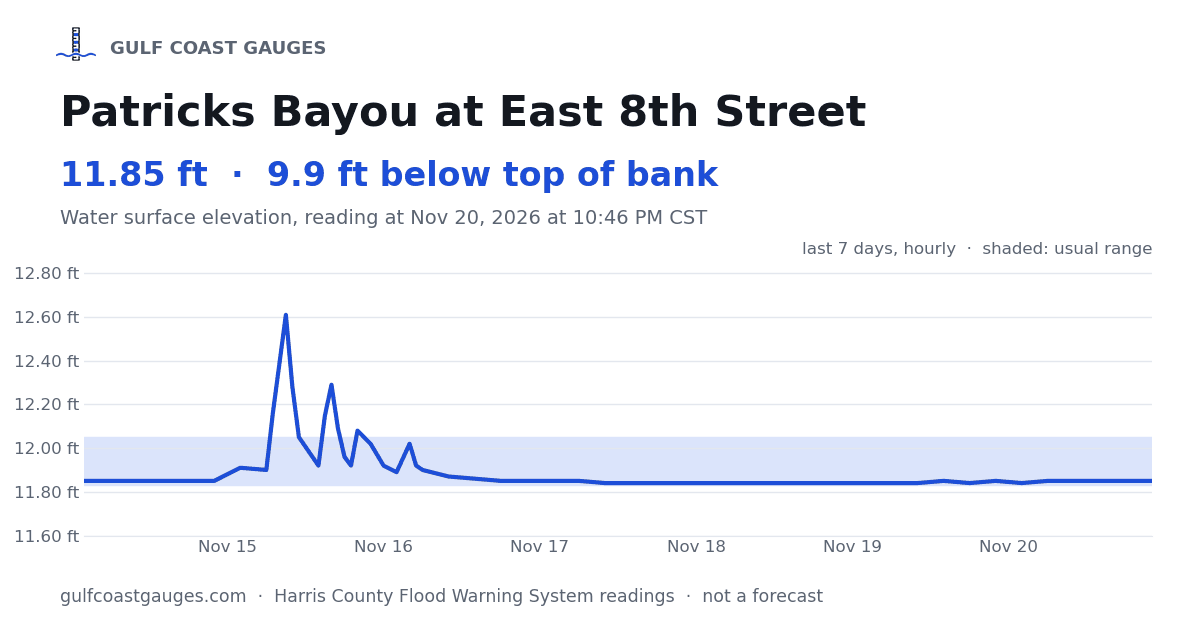 GULF COAST GAUGES
Patricks Bayou at East 8th Street
11.85 ft · 9.9 ft below top of bank
Water surface elevation, reading at Nov 20, 2026 at 10:46 PM CST
last 7 days, hourly · shaded: usual range
12.80 ft
12.60 ft
12.40 ft
12.20 ft
12.00 ft
11.80 ft
11.60 ft
Nov 15 Nov 16 Nov 17 Nov 18 Nov 19 Nov 20
gulfcoastgauges.com · Harris County Flood Warning System readings · not a forecast